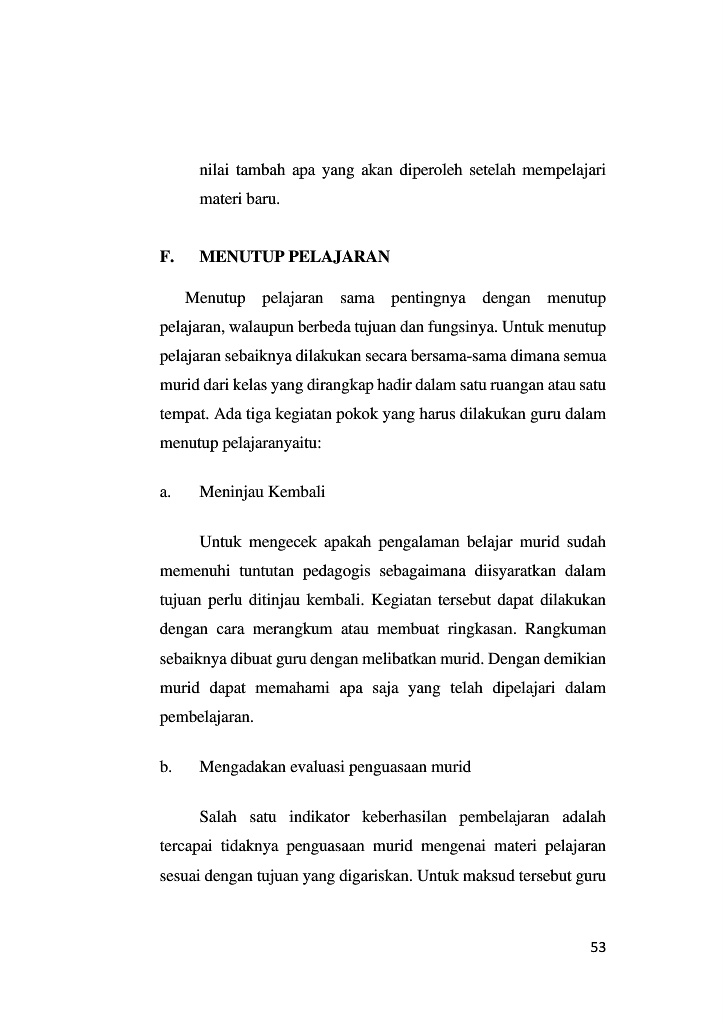 nilai tambah apa yang akan diperoleh setelah mempelajari
materi baru.
F. MENUTUP PELAJARAN
Menutup pelajaran sama pentingnya dengan menutup
pelajaran, walaupun berbeda tujuan dan fungsinya. Untuk menutup
pelajaran sebaiknya dilakukan secara bersama-sama dimana semua
murid dari kelas yang dirangkap hadir dalam satu ruangan atau satu
tempat. Ada tiga kegiatan pokok yang harus dilakukan guru dalam
menutup pelajaranyaitu:
a. Meninjau Kembali
Untuk mengecek apakah pengalaman belajar murid sudah
memenuhi tuntutan pedagogis sebagaimana diisyaratkan dalam
tujuan perlu ditinjau kembali. Kegiatan tersebut dapat dilakukan
dengan cara merangkum atau membuat ringkasan. Rangkuman
sebaiknya dibuat guru dengan melibatkan murid. Dengan demikian
murid dapat memahami apa saja yang telah dipelajari dalam
pembelajaran.
b. Mengadakan evaluasi penguasaan murid
Salah satu indikator keberhasilan pembelajaran adalah
tercapai tidaknya penguasaan murid mengenai materi pelajaran
sesuai dengan tujuan yang digariskan. Untuk maksud tersebut guru
53